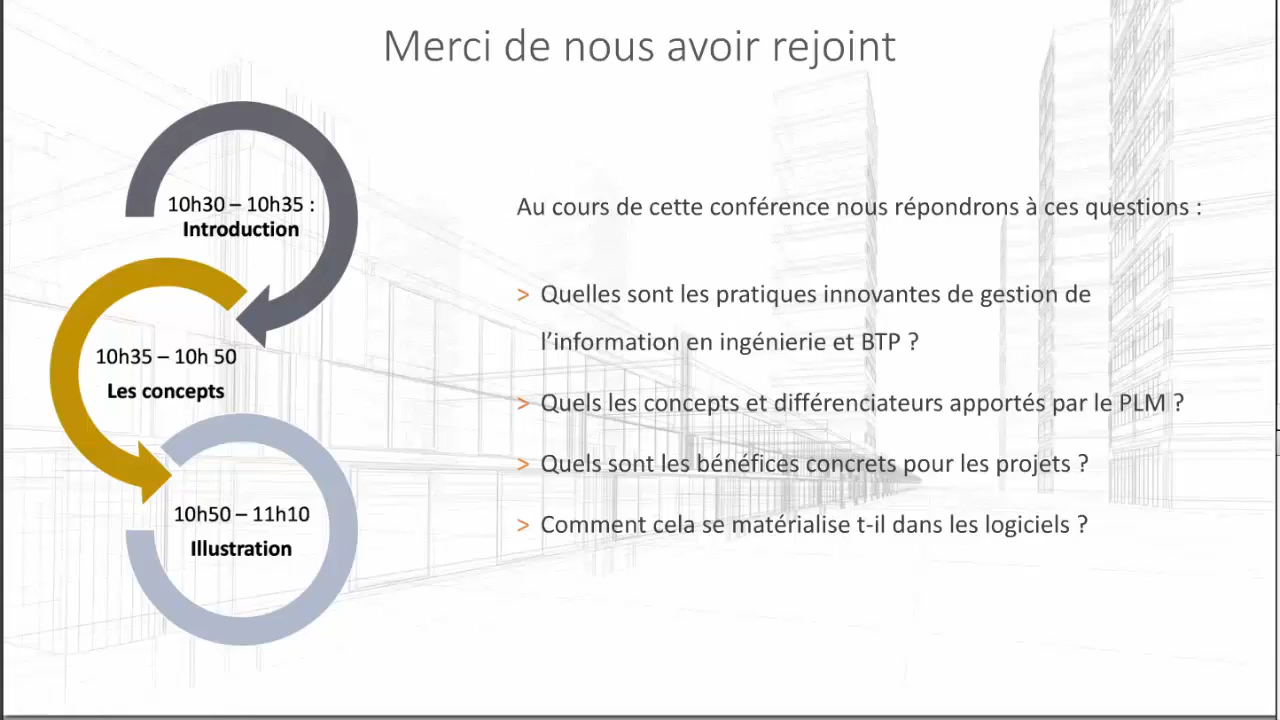 Merci de nous avoir rejoint
10h30 – 10h35 :
Introduction
10h35 – 10h 50
Les concepts
10h50 – 11h10
Illustration
Au cours de cette conférence nous répondrons à ces questions :
> Quelles sont les pratiques innovantes de gestion de
l’information en ingénierie et BTP ?
> Quels les concepts et différenciateurs apportés par le PLM ?
> Quels sont les bénéfices concrets pour les projets ?
> Comment cela se matérialise t-il dans les logiciels ?